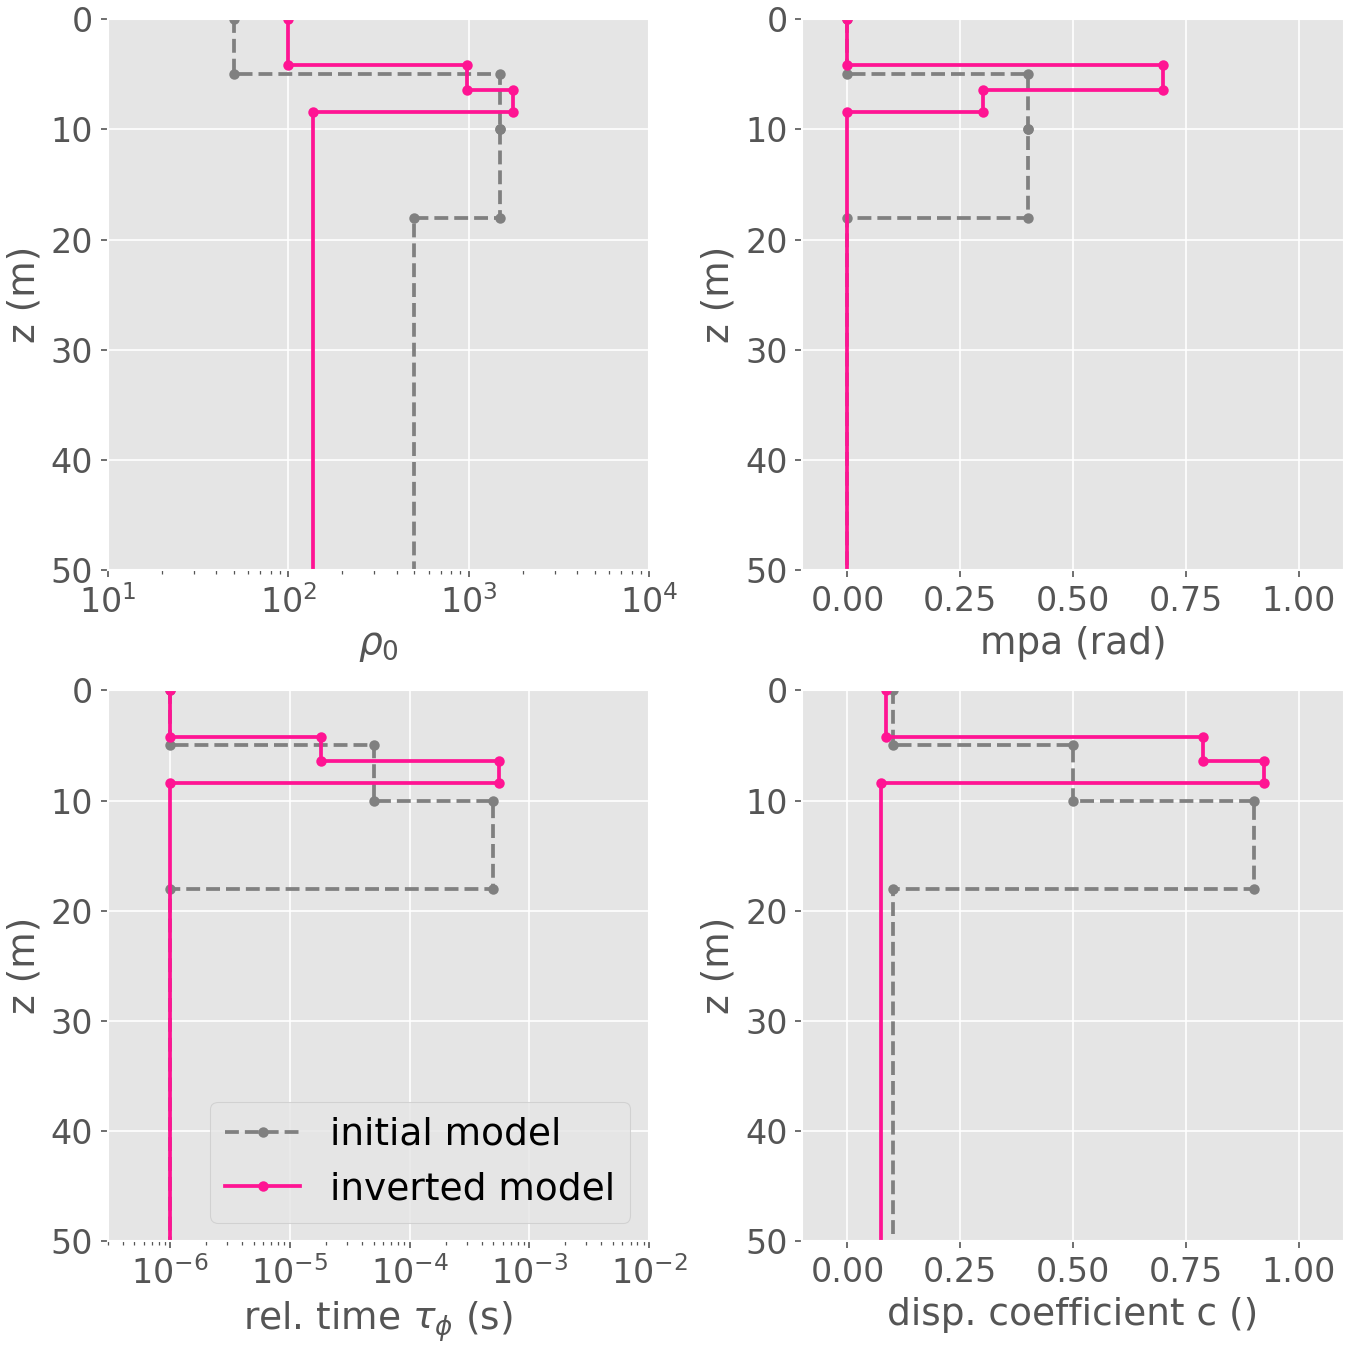 0
10
20
30
40
50
z (m)
10¹ 10² 10³ 10⁴
ρ₀
0
10
20
30
40
50
z (m)
0.00 0.25 0.50 0.75 1.00
mpa (rad)
0
10
20
30
40
50
z (m)
initial model
inverted model
10⁻⁶ 10⁻⁵ 10⁻⁴ 10⁻³ 10⁻²
rel. time τ_ϕ (s)
0
10
20
30
40
50
z (m)
0.00 0.25 0.50 0.75 1.00
disp. coefficient c ()